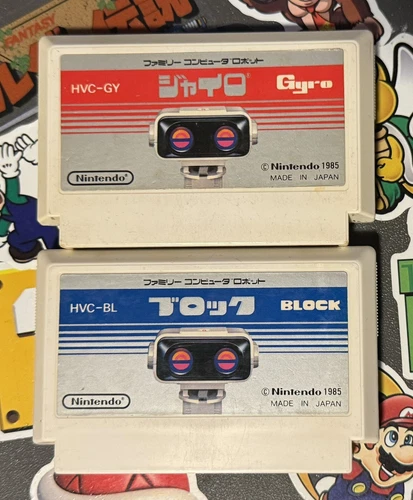 FANTASY
ファミリー コンピュータ ロボット
HVC-GY
ジャイロ
Gyro
Nintendo®
© Nintendo 1985
MADE IN JAPAN
ファミリー コンピュータ ロボット
HVC-BL
ブロック
BLOCK
Nintendo®
© Nintendo 1985
MADE IN JAPAN